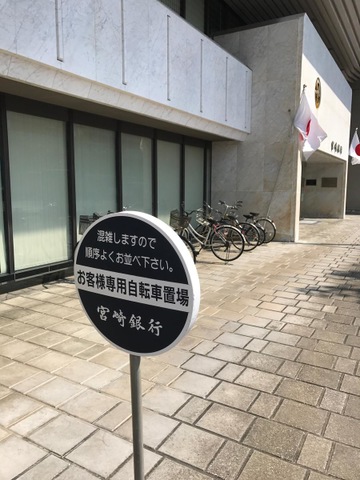 混雑しますので
順序よくお並べ下さい。
お客様専用自転車置場
宮崎銀行